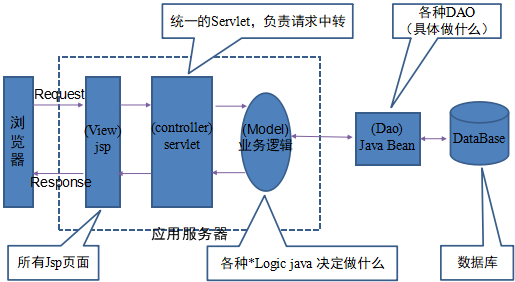 统一的Servlet，负责请求中转
各种DAO
（具体做什么）
Request
浏
览
器
(View)
jsp
(controller)
servlet
(Model)
业务逻辑
(Dao)
Java Bean
DataBase
Response
应用服务器
所有Jsp页面
各种*Logic java 决定做什么
数据库